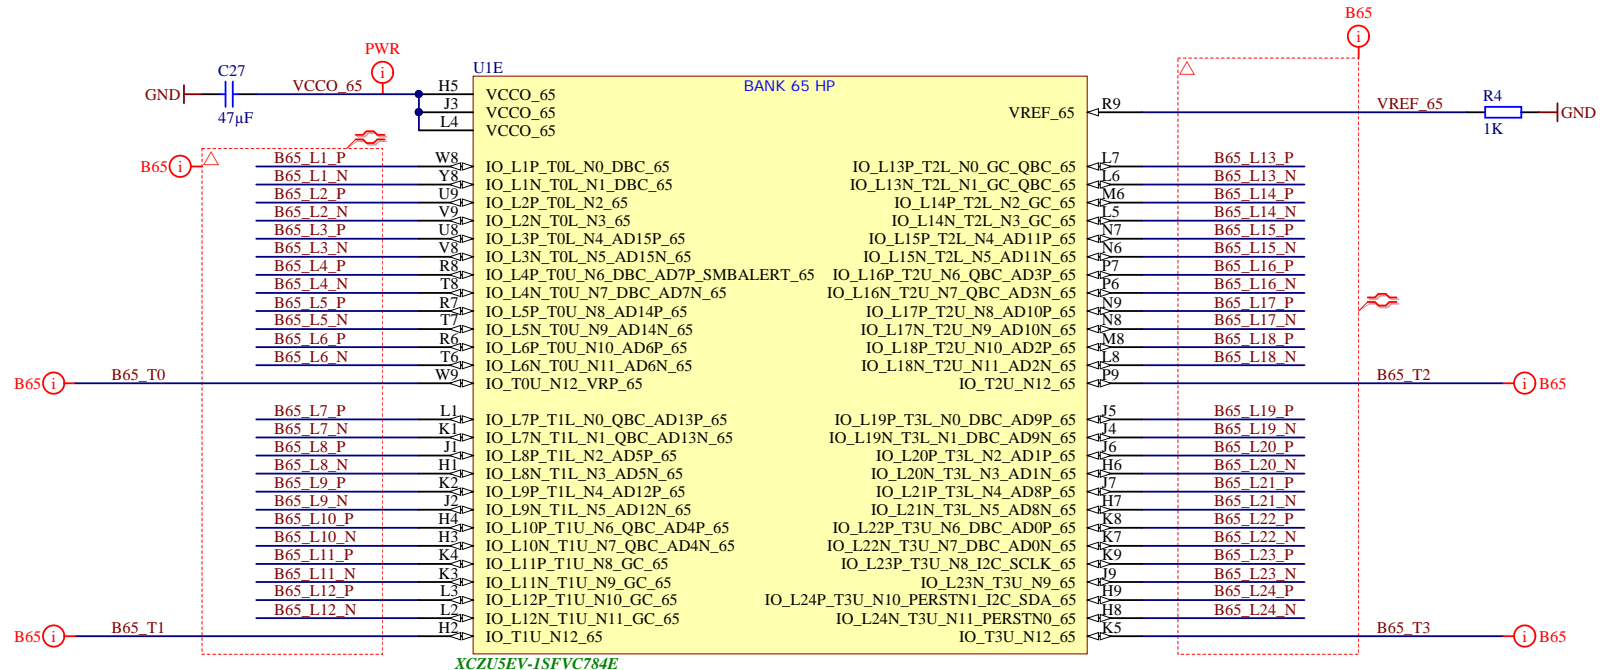 B65
PWR
U1E
C27
BANK 65 HP
GND VCCO_65 H5 VCCO_65
47µF
J3 VCCO_65
L4 VCCO_65
VREF_65 R9 VREF_65 R4 GND
1K
B65
B65_L1_P W8 IO_L1P_T0L_N0_DBC_65 IO_L13P_T2L_N0_GC_QBC_65 L7 B65_L13_P
B65_L1_N Y8 IO_L1N_T0L_N1_DBC_65 IO_L13N_T2L_N1_GC_QBC_65 L6 B65_L13_N
B65_L2_P U9 IO_L2P_T0L_N2_65 IO_L14P_T2L_N2_GC_65 M6 B65_L14_P
B65_L2_N V9 IO_L2N_T0L_N3_65 IO_L14N_T2L_N3_GC_65 L5 B65_L14_N
B65_L3_P U8 IO_L3P_T0L_N4_AD15P_65 IO_L15P_T2L_N4_AD11P_65 N7 B65_L15_P
B65_L3_N V8 IO_L3N_T0L_N5_AD15N_65 IO_L15N_T2L_N5_AD11N_65 N6 B65_L15_N
B65_L4_P R8 IO_L4P_T0U_N6_DBC_AD7P_SMBALERT_65 IO_L16P_T2U_N6_QBC_AD3P_65 P7 B65_L16_P
B65_L4_N T8 IO_L4N_T0U_N7_DBC_AD7N_65 IO_L16N_T2U_N7_QBC_AD3N_65 P6 B65_L16_N
B65_L5_P R7 IO_L5P_T0U_N8_AD14P_65 IO_L17P_T2U_N8_AD10P_65 N9 B65_L17_P
B65_L5_N T7 IO_L5N_T0U_N9_AD14N_65 IO_L17N_T2U_N9_AD10N_65 N8 B65_L17_N
B65_L6_P R6 IO_L6P_T0U_N10_AD6P_65 IO_L18P_T2U_N10_AD2P_65 M8 B65_L18_P
B65_L6_N T6 IO_L6N_T0U_N11_AD6N_65 IO_L18N_T2U_N11_AD2N_65 L8 B65_L18_N
B65 B65_T0 W9 IO_T0U_N12_VRP_65 IO_T2U_N12_65 P9 B65_T2 B65
B65_L7_P L1 IO_L7P_T1L_N0_QBC_AD13P_65 IO_L19P_T3L_N0_DBC_AD9P_65 J5 B65_L19_P
B65_L7_N K1 IO_L7N_T1L_N1_QBC_AD13N_65 IO_L19N_T3L_N1_DBC_AD9N_65 J4 B65_L19_N
B65_L8_P J1 IO_L8P_T1L_N2_AD5P_65 IO_L20P_T3L_N2_AD1P_65 J6 B65_L20_P
B65_L8_N H1 IO_L8N_T1L_N3_AD5N_65 IO_L20N_T3L_N3_AD1N_65 H6 B65_L20_N
B65_L9_P K2 IO_L9P_T1L_N4_AD12P_65 IO_L21P_T3L_N4_AD8P_65 J7 B65_L21_P
B65_L9_N J2 IO_L9N_T1L_N5_AD12N_65 IO_L21N_T3L_N5_AD8N_65 H7 B65_L21_N
B65_L10_P H4 IO_L10P_T1U_N6_QBC_AD4P_65 IO_L22P_T3U_N6_DBC_AD0P_65 K8 B65_L22_P
B65_L10_N H3 IO_L10N_T1U_N7_QBC_AD4N_65 IO_L22N_T3U_N7_DBC_AD0N_65 K7 B65_L22_N
B65_L11_P K4 IO_L11P_T1U_N8_GC_65 IO_L23P_T3U_N8_I2C_SCLK_65 K9 B65_L23_P
B65_L11_N K3 IO_L11N_T1U_N9_GC_65 IO_L23N_T3U_N9_65 J9 B65_L23_N
B65_L12_P L3 IO_L12P_T1U_N10_GC_65 IO_L24P_T3U_N10_PERSTN1_I2C_SDA_65 H9 B65_L24_P
B65_L12_N L2 IO_L12N_T1U_N11_GC_65 IO_L24N_T3U_N11_PERSTN0_65 H8 B65_L24_N
B65 B65_T1 H2 IO_T1U_N12_65 IO_T3U_N12_65 K5 B65_T3 B65
XCZU5EV-1SFVC784E